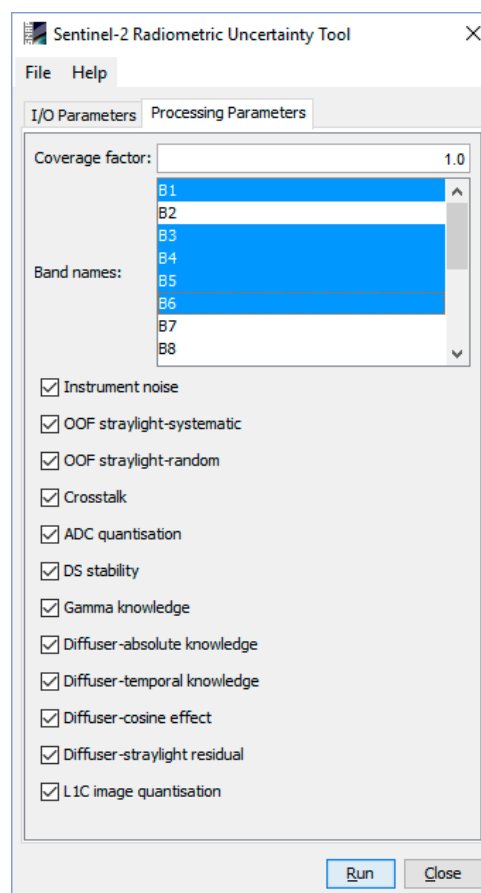 Sentinel-2 Radiometric Uncertainty Tool
File Help
I/O Parameters Processing Parameters
Coverage factor: 1.0
Band names:
B1
B2
B3
B4
B5
B6
B7
B8
Instrument noise
OOF straylight-systematic
OOF straylight-random
Crosstalk
ADC quantisation
DS stability
Gamma knowledge
Diffuser-absolute knowledge
Diffuser-temporal knowledge
Diffuser-cosine effect
Diffuser-straylight residual
L1C image quantisation
Run Close